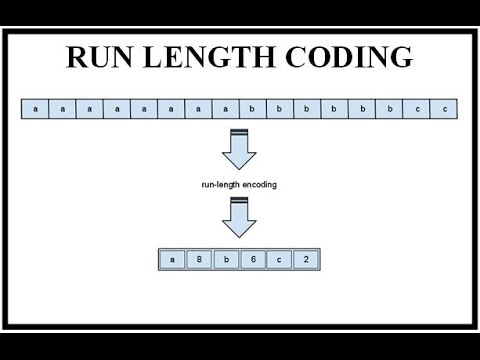 RUN LENGTH CODING
a a a a a a a a b b b b b b c c
run-length encoding
a 8 b 6 c 2